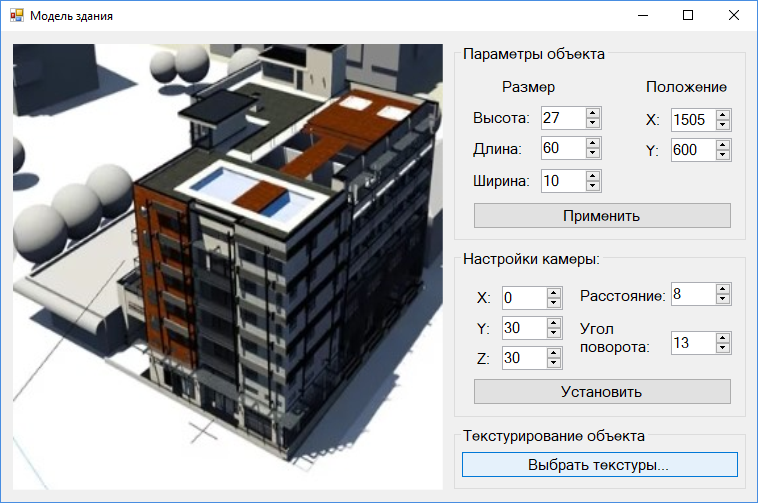 Модель здания
Параметры объекта
Размер Положение
Высота: 27 X: 1505
Длина: 60 Y: 600
Ширина: 10
Применить
Настройки камеры:
X: 0 Расстояние: 8
Y: 30 Угол
поворота: 13
Z: 30
Установить
Текстурирование объекта
Выбрать текстуры...